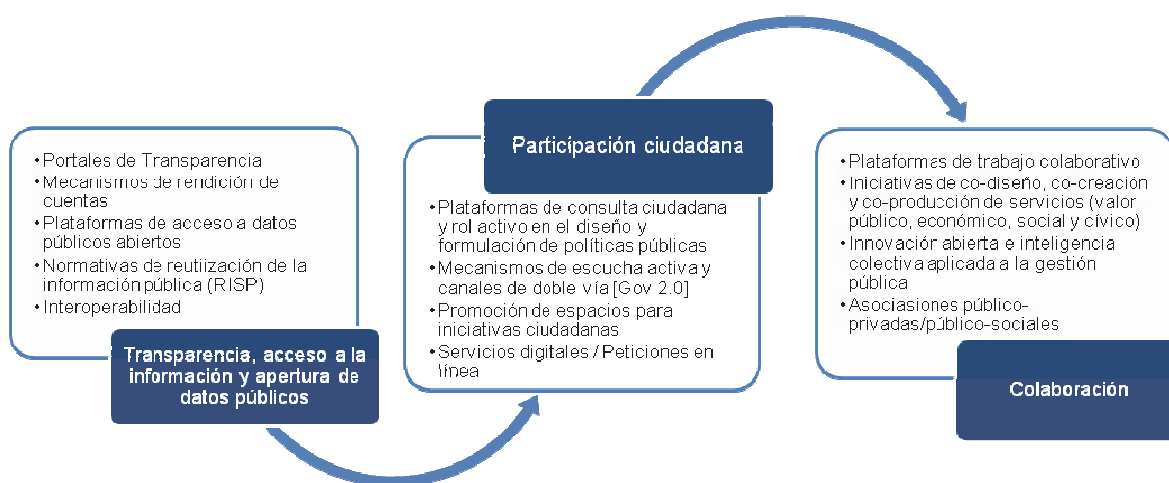 •Portales de Transparencia
•Mecanismos de rendición de
cuentas
•Plataformas de acceso a datos
públicos abiertos
•Normativas de reutiización de la
información pública (RISP)
•Interoperabilidad
Transparencia, acceso a la
información y apertura de
datos públicos
Participación ciudadana
•Plataformas de consulta ciudadana
y rol activo en el diseño y
formulación de políticas públicas
•Mecanismos de escucha activa y
canales de doble vía [Gov 2.0]
•Promoción de espacios para
iniciativas ciudadanas
•Servicios digitales / Peticiones en
línea
•Plataformas de trabajo colaborativo
•Iniciativas de co-diseño, co-creación
y co-producción de servicios (valor
público, económico, social y cívico)
•Innovación abierta e inteligencia
colectiva aplicada a la gestión
pública
•Asociasiones público-
privadas/público-sociales
Colaboración